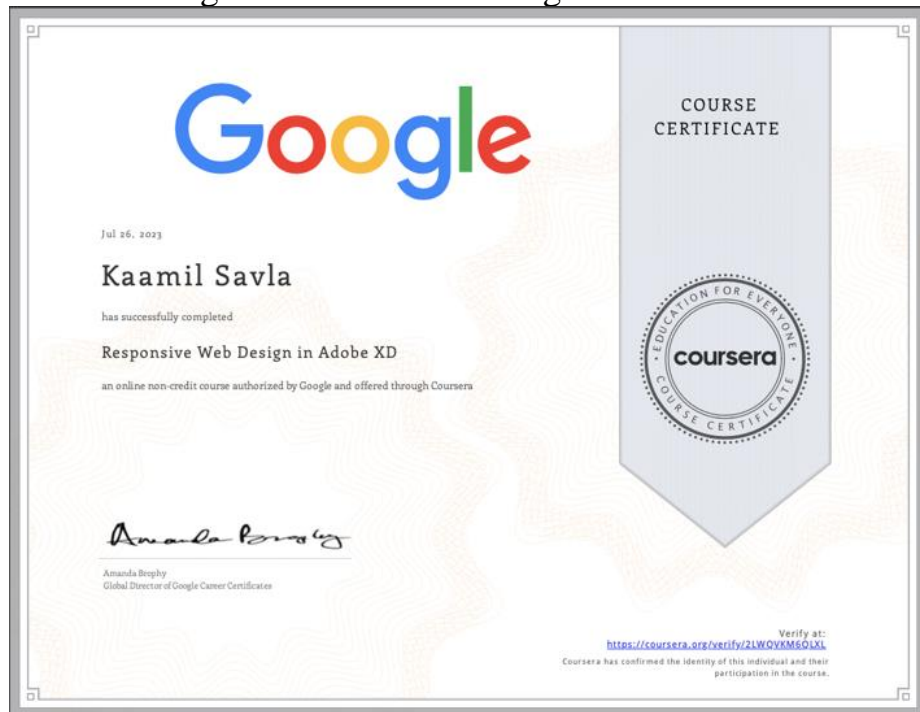 Google
COURSE
CERTIFICATE
Jul 26, 2023
Kaamil Savla
has successfully completed
Responsive Web Design in Adobe XD
an online non-credit course authorized by Google and offered through Coursera
EDUCATION FOR EVERYONE
coursera
COURSE CERTIFICATE
Amanda Brophy
Amanda Brophy
Global Director of Google Career Certificates
Verify at:
https://coursera.org/verify/2LWQVKM6QLXL
Coursera has confirmed the identity of this individual and their
participation in the course.